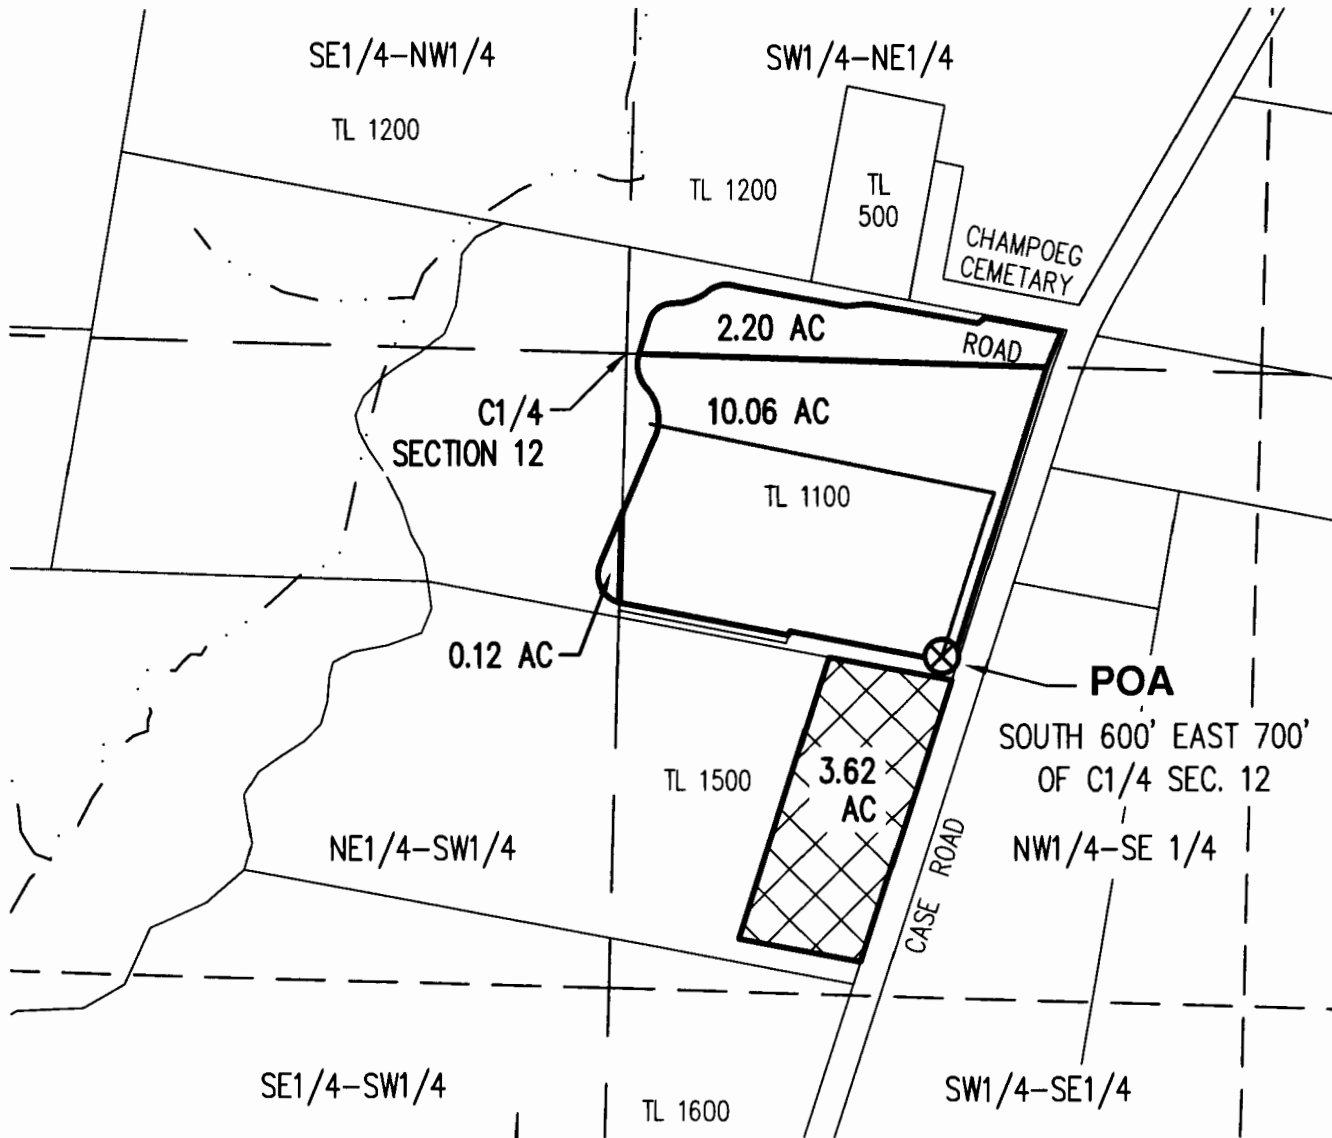 SE1/4-NW1/4
SW1/4-NE1/4
TL 1200
TL 1200
TL
500
CHAMPOEG
CEMETARY
2.20 AC
ROAD
C1/4
SECTION 12
10.06 AC
TL 1100
0.12 AC
POA
SOUTH 600' EAST 700'
OF C1/4 SEC. 12
TL 1500
3.62
AC
NE1/4-SW1/4
CASE ROAD
NW1/4-SE 1/4
SE1/4-SW1/4
TL 1600
SW1/4-SE1/4